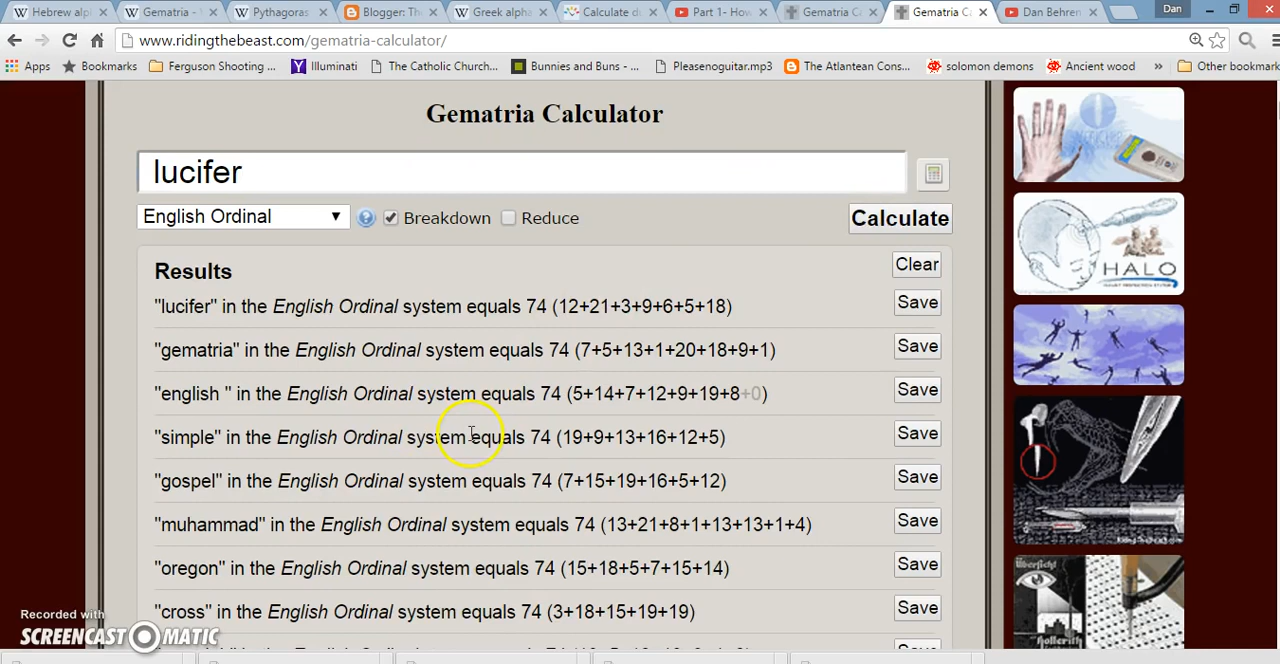 Hebrew alph
Gematria - W
Pythagoras
Blogger: The
Greek alpha
Calculate du
Part 1- How
Gematria Ca
Gematria Ca
Dan Behren
Dan
www.ridingthebeast.com/gematria-calculator/
Apps
Bookmarks
Ferguson Shooting ...
Illuminati
The Catholic Church...
Bunnies and Buns - ...
Pleasenoguitar.mp3
The Atlantean Cons...
solomon demons
Ancient wood
»
Other bookmark
Gematria Calculator
lucifer
English Ordinal
Breakdown
Reduce
Calculate
Results
Clear
"lucifer" in the English Ordinal system equals 74 (12+21+3+9+6+5+18)
Save
"gematria" in the English Ordinal system equals 74 (7+5+13+1+20+18+9+1)
Save
"english " in the English Ordinal system equals 74 (5+14+7+12+9+19+8+0)
Save
"simple" in the English Ordinal system equals 74 (19+9+13+16+12+5)
Save
"gospel" in the English Ordinal system equals 74 (7+15+19+16+5+12)
Save
"muhammad" in the English Ordinal system equals 74 (13+21+8+1+13+13+1+4)
Save
"oregon" in the English Ordinal system equals 74 (15+18+5+7+15+14)
Save
"cross" in the English Ordinal system equals 74 (3+18+15+19+19)
Save
HALO
Übersicht
Hollerith
Recorded with
SCREENCAST MATIC